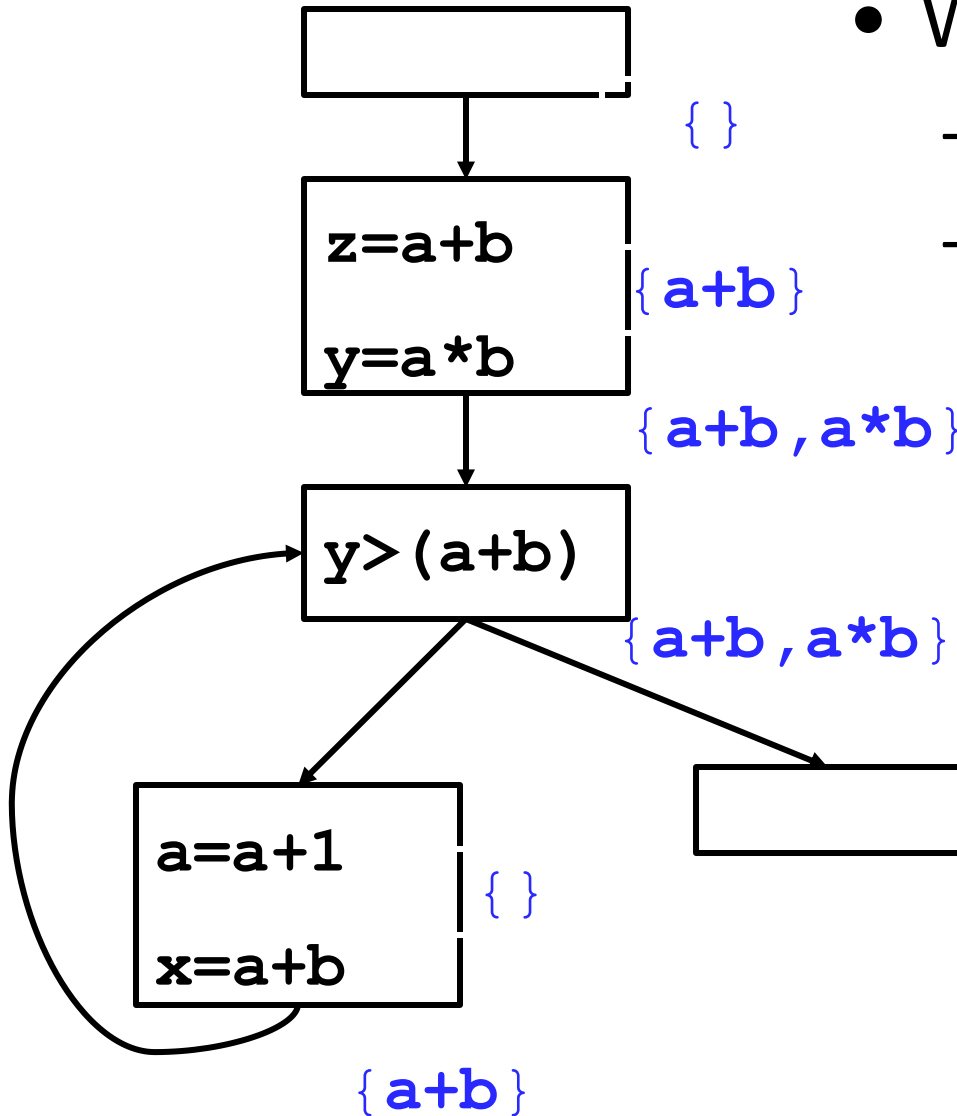 •
{ }
-
z=a+b
-
{a+b}
y=a*b
{a+b,a*b}
y>(a+b)
{a+b,a*b}
a=a+1
{ }
x=a+b
{a+b}